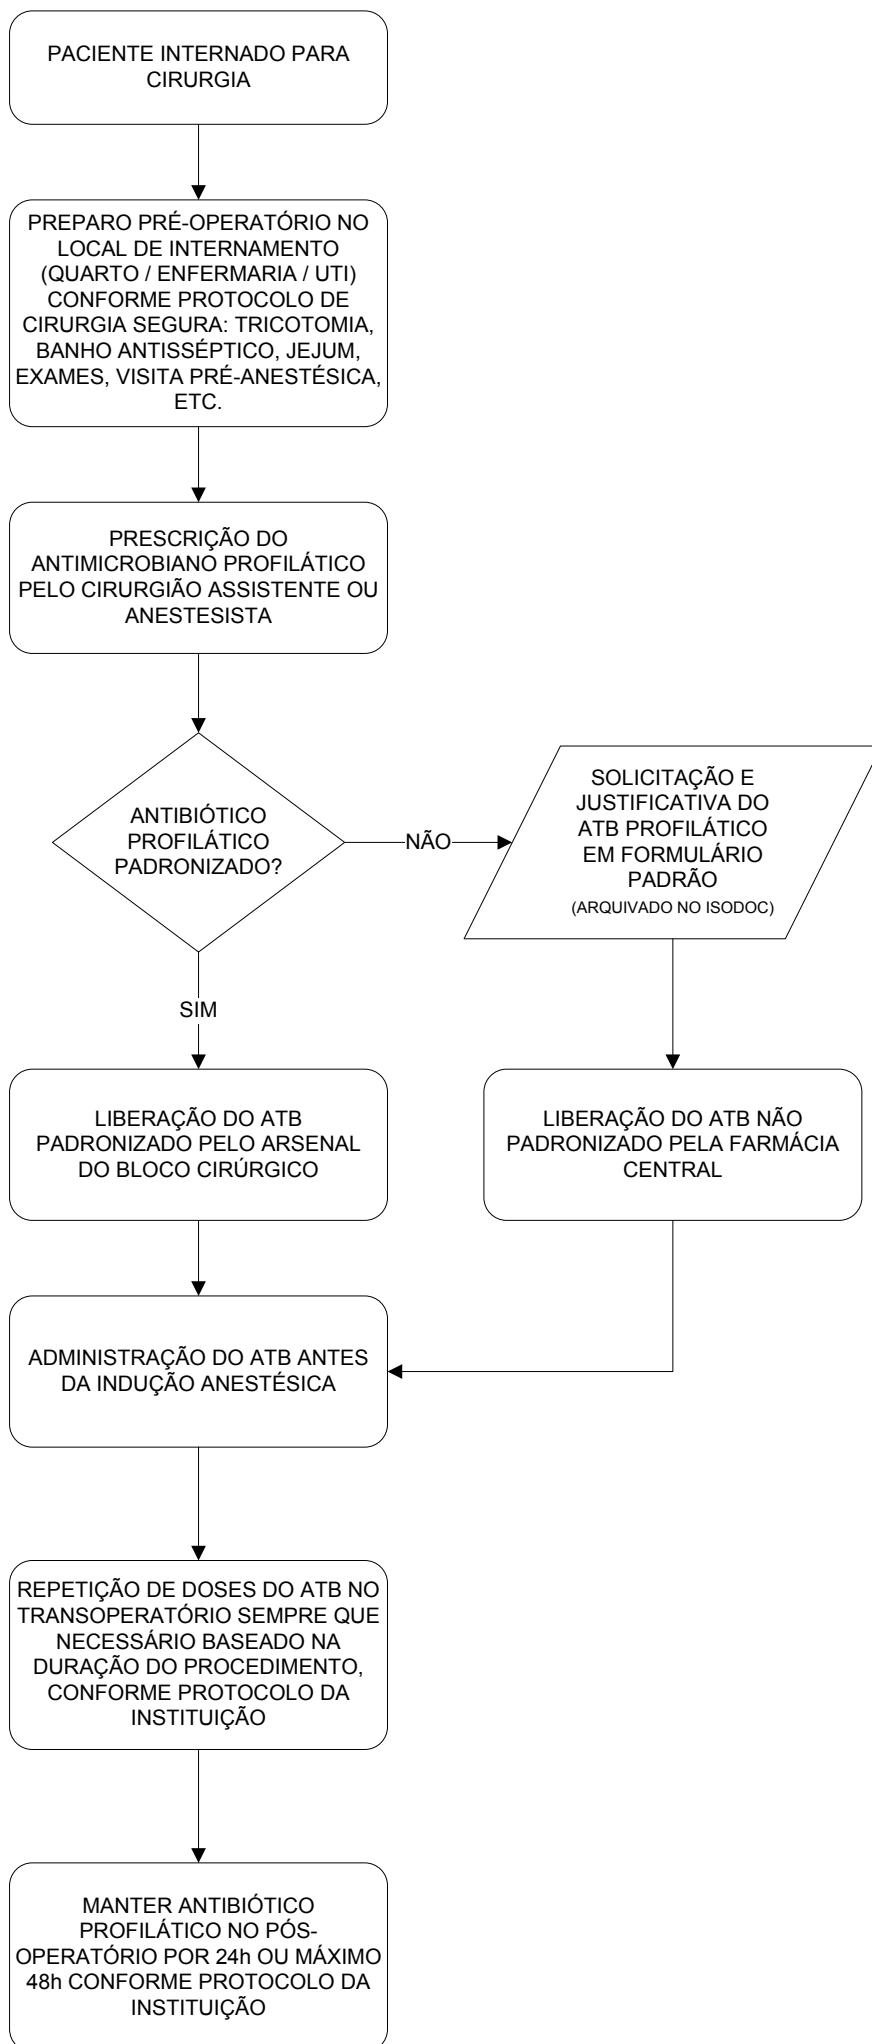 PACIENTE INTERNADO PARA
CIRURGIA
PREPARO PRÉ-OPERATÓRIO NO
LOCAL DE INTERNAMENTO
(QUARTO / ENFERMARIA / UTI)
CONFORME PROTOCOLO DE
CIRURGIA SEGURA: TRICOTOMIA,
BANHO ANTISSÉPTICO, JEJUM,
EXAMES, VISITA PRÉ-ANESTÉSICA,
ETC.
PRESCRIÇÃO DO
ANTIMICROBIANO PROFILÁTICO
PELO CIRURGIÃO ASSISTENTE OU
ANESTESISTA
ANTIBIÓTICO
PROFILÁTICO
PADRONIZADO?
NÃO
SOLICITAÇÃO E
JUSTIFICATIVA DO
ATB PROFILÁTICO
EM FORMULÁRIO
PADRÃO
(ARQUIVADO NO ISODOC)
SIM
LIBERAÇÃO DO ATB
PADRONIZADO PELO ARSENAL
DO BLOCO CIRÚRGICO
LIBERAÇÃO DO ATB NÃO
PADRONIZADO PELA FARMÁCIA
CENTRAL
ADMINISTRAÇÃO DO ATB ANTES
DA INDUÇÃO ANESTÉSICA
REPETIÇÃO DE DOSES DO ATB NO
TRANSOPERATÓRIO SEMPRE QUE
NECESSÁRIO BASEADO NA
DURAÇÃO DO PROCEDIMENTO,
CONFORME PROTOCOLO DA
INSTITUIÇÃO
MANTER ANTIBIÓTICO
PROFILÁTICO NO PÓS-
OPERATÓRIO POR 24h OU MÁXIMO
48h CONFORME PROTOCOLO DA
INSTITUIÇÃO